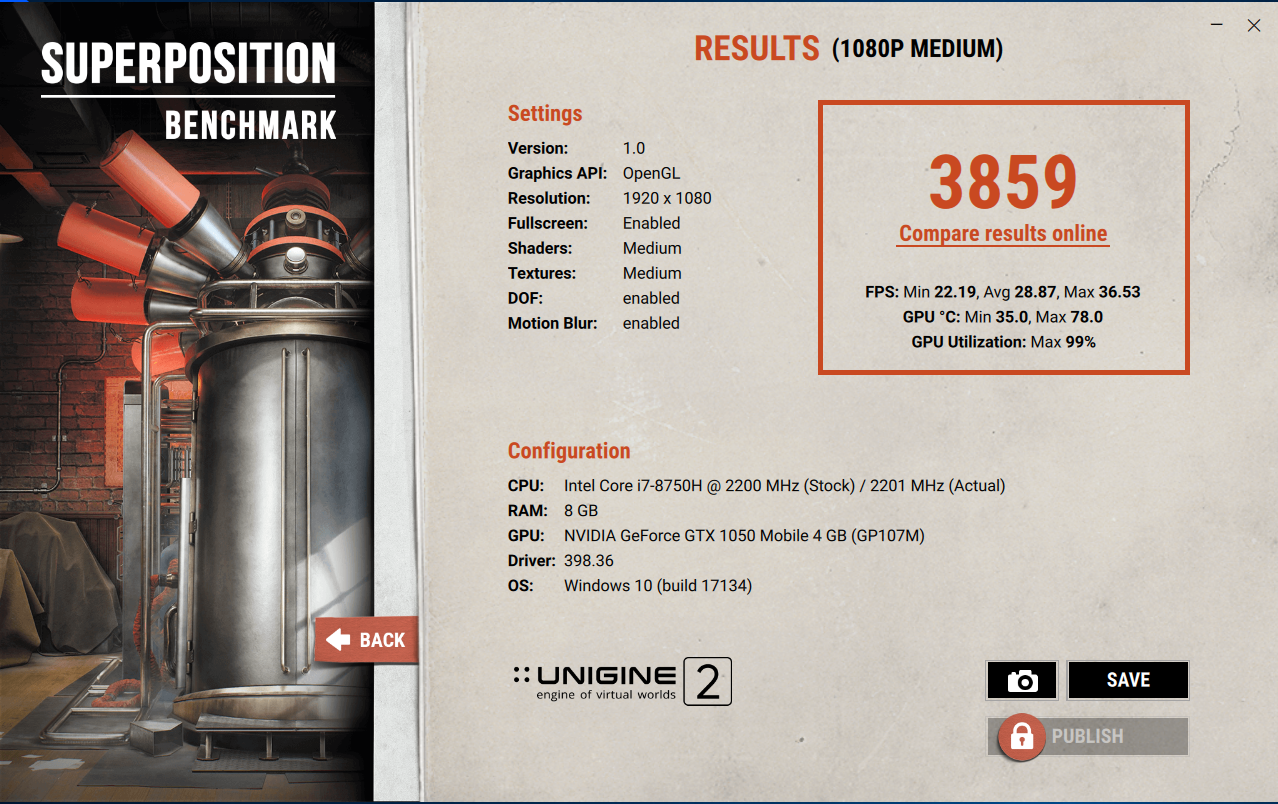 SUPERPOSITION
BENCHMARK
RESULTS (1080P MEDIUM)
Settings
Version: 1.0
Graphics API: OpenGL
Resolution: 1920 x 1080
Fullscreen: Enabled
Shaders: Medium
Textures: Medium
DOF: enabled
Motion Blur: enabled
3859
Compare results online
FPS: Min 22.19, Avg 28.87, Max 36.53
GPU °C: Min 35.0, Max 78.0
GPU Utilization: Max 99%
Configuration
CPU: Intel Core i7-8750H @ 2200 MHz (Stock) / 2201 MHz (Actual)
RAM: 8 GB
GPU: NVIDIA GeForce GTX 1050 Mobile 4 GB (GP107M)
Driver: 398.36
OS: Windows 10 (build 17134)
BACK
UNIGINE 2
engine of virtual worlds
SAVE
PUBLISH